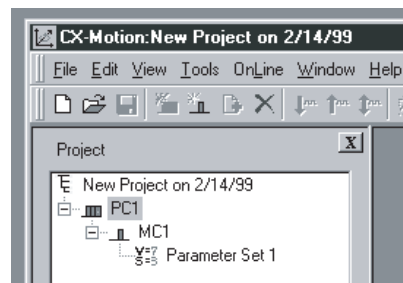 CX-Motion:New Project on 2/14/99
File Edit View Tools OnLine Window Help
Project X
New Project on 2/14/99
PC1
MC1
Parameter Set 1